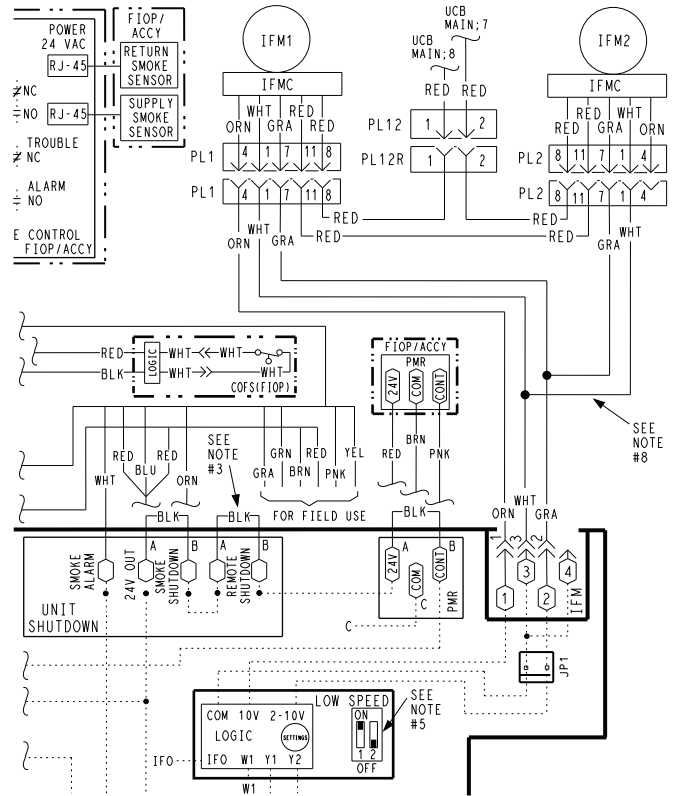 POWER
24 VAC
FIOP/
ACCY
RJ-45
RETURN
SMOKE
SENSOR
RJ-45
SUPPLY
SMOKE
SENSOR
NC
NO
TROUBLE
NC
ALARM
NO
E CONTROL
FIOP/ACCY
IFM1
IFMC
WHT RED
ORN GRA RED
PL1 4 1 7 11 8
PL1 4 1 7 11 8
UCB
MAIN;7
UCB
MAIN;8
RED RED
PL12 1 2
PL12R 1 2
IFM2
IFMC
RED WHT
RED GRA ORN
PL2 8 11 7 1 4
PL2 8 11 7 1 4
RED RED
RED RED
ORN WHT GRA
GRA WHT
RED LOGIC WHT WHT
BLK WHT WHT
COFS(FIOP)
FIOP/ACCY
PMR
24V COM CONT
SEE
NOTE
#8
WHT RED BLU RED ORN
SEE
NOTE
#3
GRA GRN BRN RED PNK YEL
RED BRN PNK
BLK BLK
FOR FIELD USE
BLK
ORN WHT GRA
1 3 2
SMOKE
ALARM
24V OUT
A
SMOKE
SHUTDOWN
B
A
REMOTE
SHUTDOWN
B
UNIT
SHUTDOWN
A B
24V COM CONT
C
PMR
C
1 3 2 4
IFM
JP1
LOW SPEED
COM 10V 2-10V
LOGIC
SETTINGS
ON
1 2
OFF
IFO
IFO W1 Y1 Y2
W1
SEE
NOTE
#5